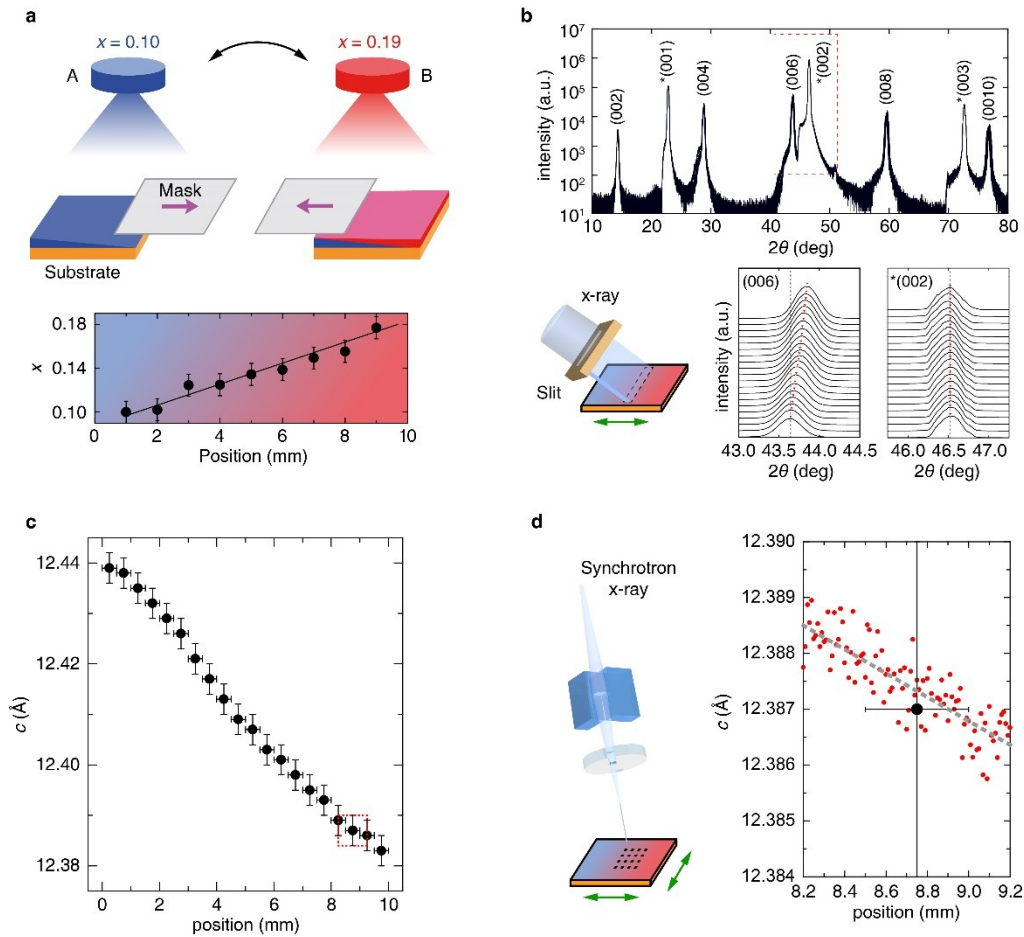 a
x = 0.10
x = 0.19
A
B
Mask
Substrate
0.18
0.14
0.10
x
0 2 4 6 8 10
Position (mm)
b
10⁷
10⁶
10⁵
10⁴
10³
10²
10¹
intensity (a.u.)
(002)
*(001)
(004)
(006)
*(002)
(008)
*(003)
(0010)
10 20 30 40 50 60 70 80
2θ (deg)
x-ray
Slit
intensity (a.u.)
(006)
43.0 43.5 44.0 44.5
2θ (deg)
*(002)
46.0 46.5 47.0
2θ (deg)
c
12.44
12.42
12.40
12.38
c (Å)
0 2 4 6 8 10
position (mm)
d
Synchrotron
x-ray
12.390
12.389
12.388
12.387
12.386
12.385
12.384
c (Å)
8.2 8.4 8.6 8.8 9.0 9.2
position (mm)